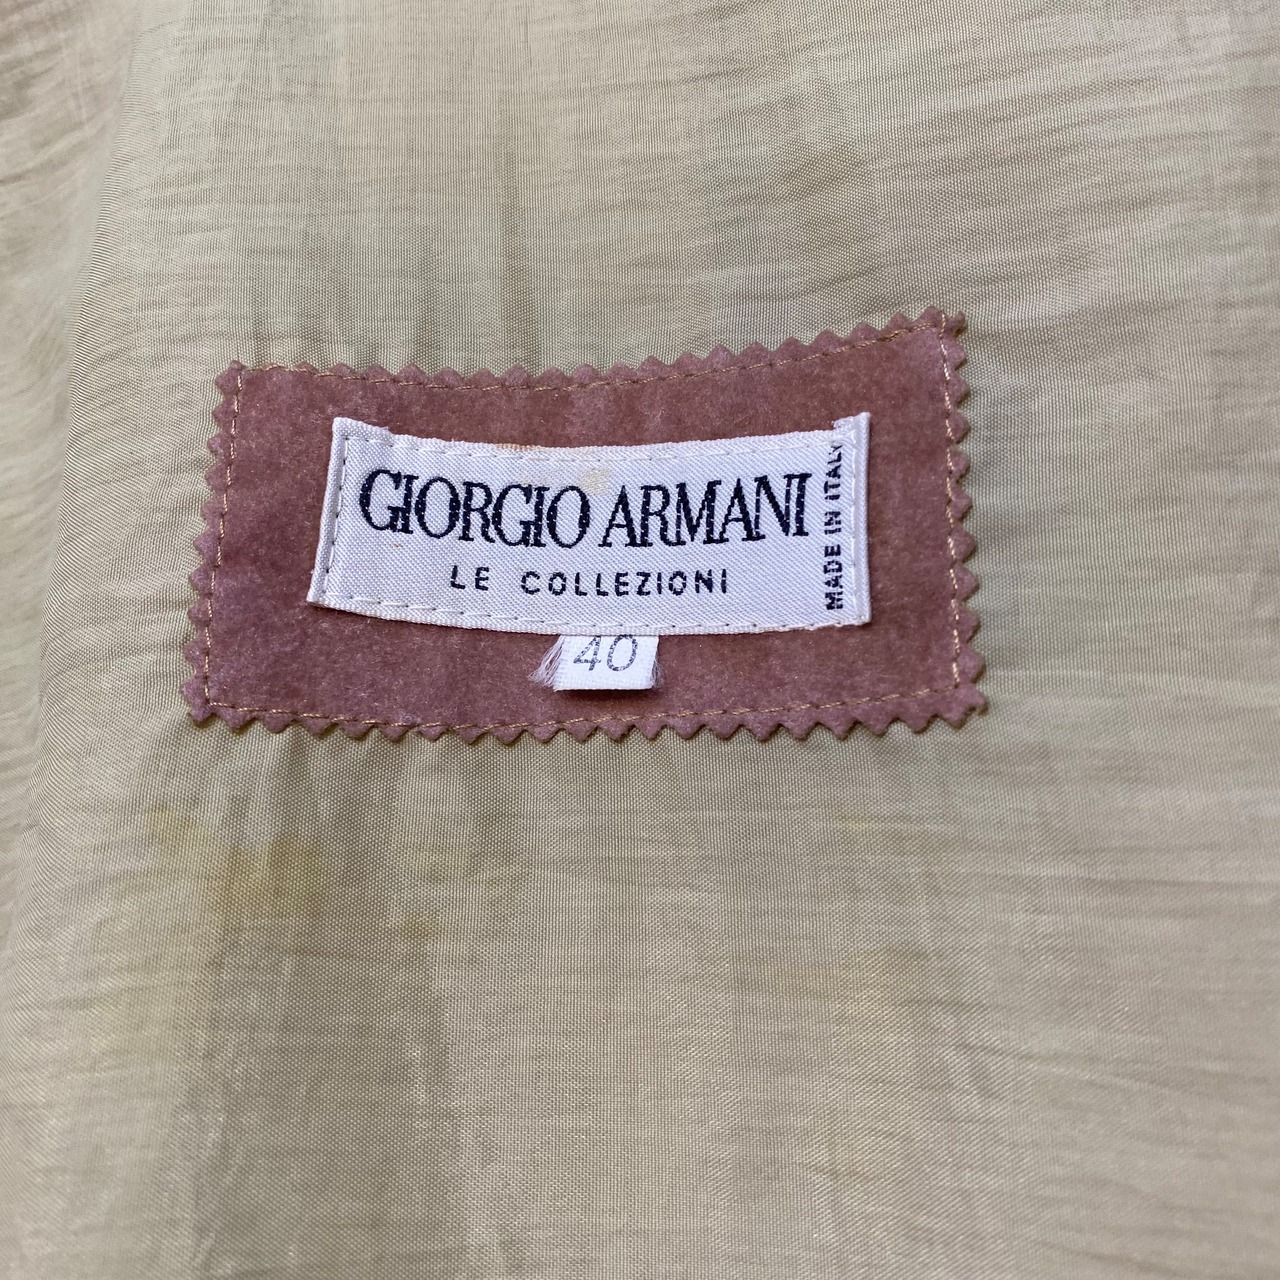 GIORGIO ARMANI
LE COLLEZIONI
MADE IN ITALY
40